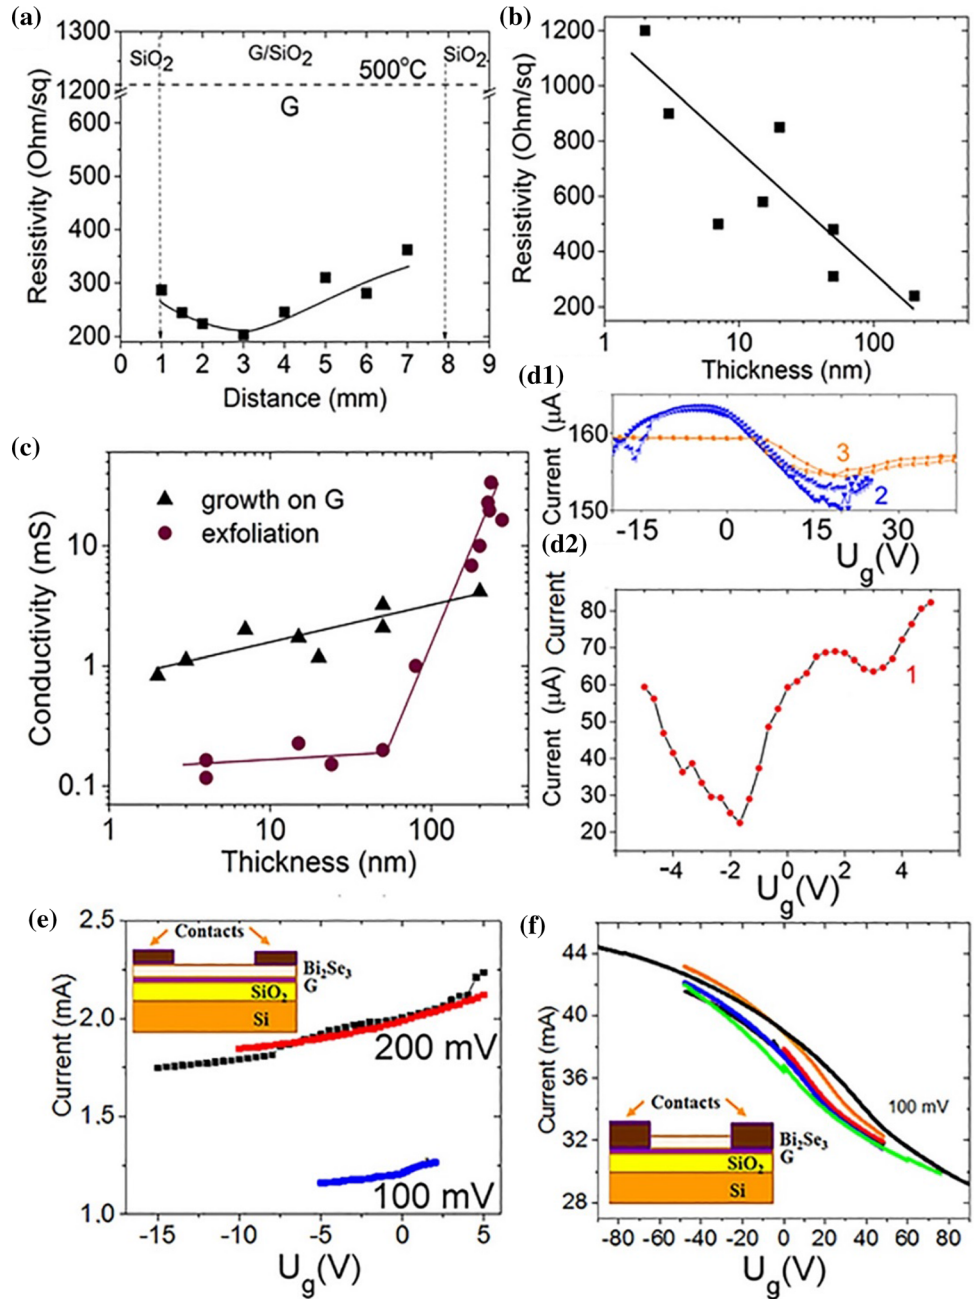 (a)
1300
1200
600
500
400
300
200
Resistivity (Ohm/sq)
SiO2
G/SiO2
SiO2
500°C
G
0 1 2 3 4 5 6 7 8 9
Distance (mm)
(b)
1200
1000
800
600
400
200
Resistivity (Ohm/sq)
10 100
Thickness (nm)
(c)
10
1
0.1
Conductivity (mS)
growth on G
exfoliation
1 10 100
Thickness (nm)
(d1)
160
150
Current (µA
3
2
-15 0 15 30
Ug(V)
(d2)
80
70
60
50
40
30
20
Current (µA) Current
1
-4 -2 0 2 4
Ug(V)
(e)
2.5
2.0
1.5
1.0
Current (mA)
Contacts
Bi2Se3
G
SiO2
Si
200 mV
100 mV
-15 -10 -5 0 5
Ug(V)
(f)
44
40
36
32
28
Current (mA)
100 mV
Contacts
Bi2Se3
G
SiO2
Si
-80 -60 -40 -20 0 20 40 60 80
Ug(V)